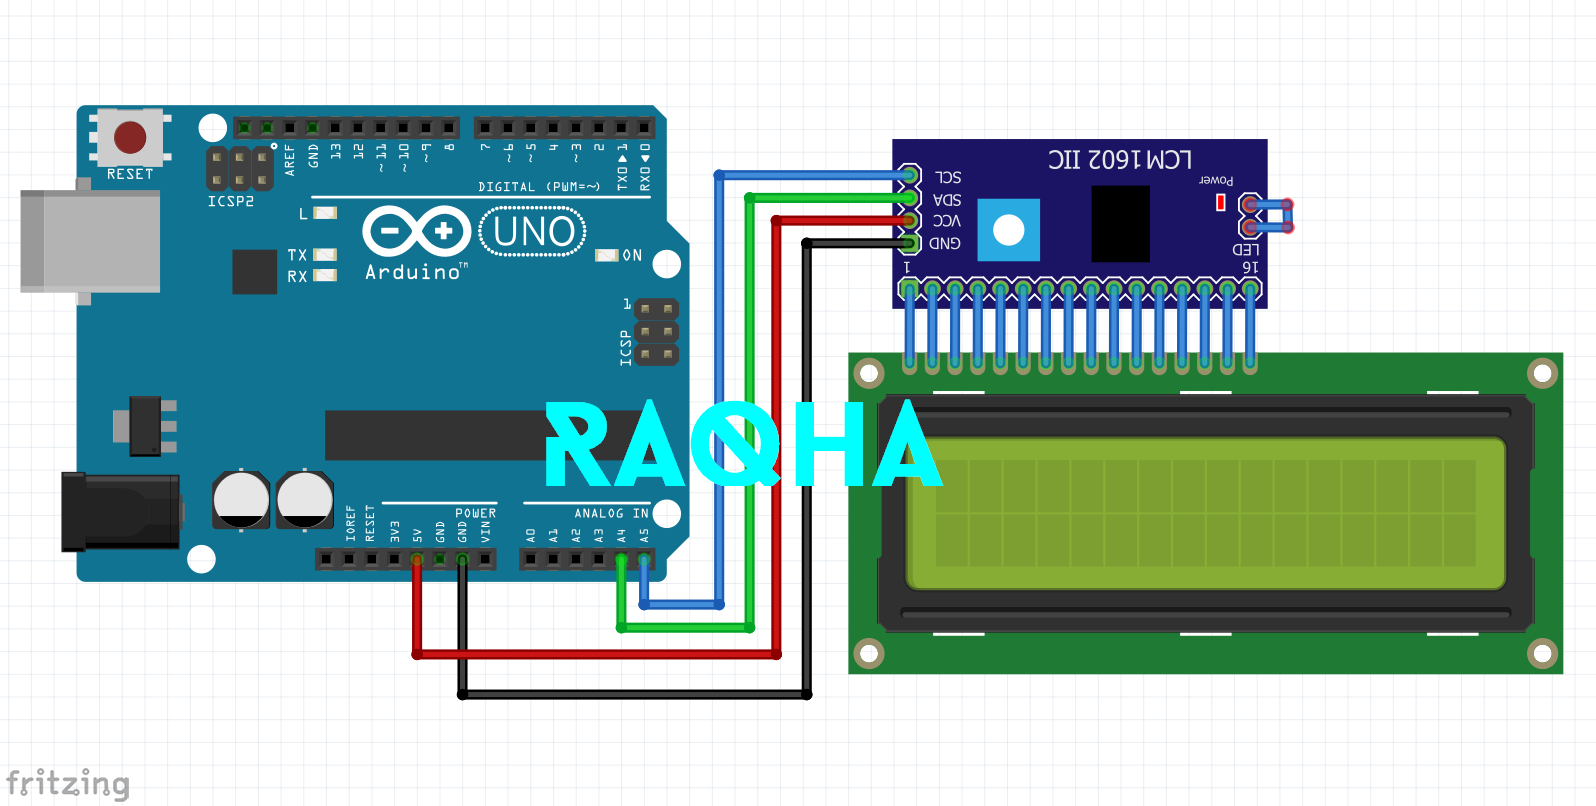 RESET
ICSP2
AREF
GND
13
12
~11
~10
~9
8
7
~6
~5
4
~3
2
TX0▶1
RX0◀0
DIGITAL (PWM=~)
L
TX
RX
UNO
Arduino™
ON
1
ICSP
LCM1602 IIC
SCL
SDA
VCC
GND
Power
LED
1
16
RAQHA
POWER
ANALOG IN
IOREF
RESET
3V3
5V
GND
GND
VIN
A0
A1
A2
A3
A4
A5
fritzing